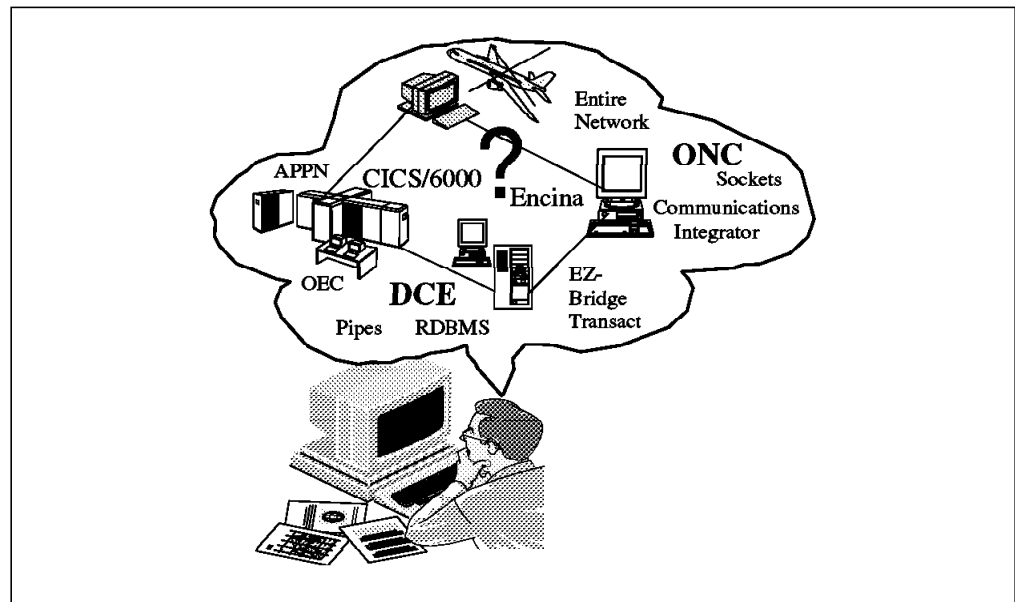 Entire
Network
ONC
Sockets
APPN
CICS/6000
?
Encina
Communications
Integrator
OEC
DCE
EZ-
Bridge
Transact
Pipes
RDBMS